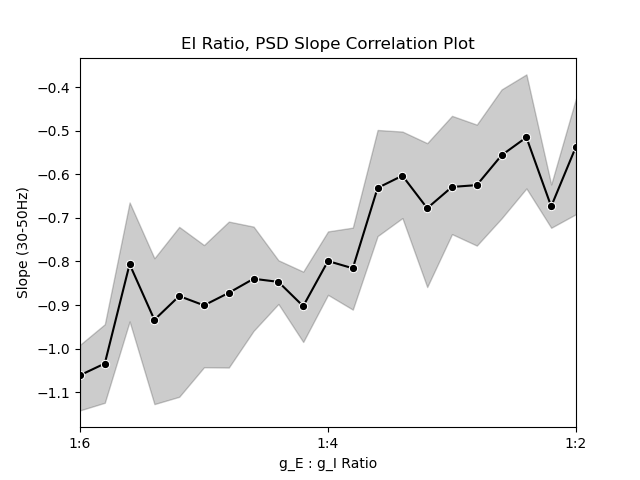 EI Ratio, PSD Slope Correlation Plot
Slope (30-50Hz)
−0.4
−0.5
−0.6
−0.7
−0.8
−0.9
−1.0
−1.1
1:6 1:4 1:2
g_E : g_I Ratio